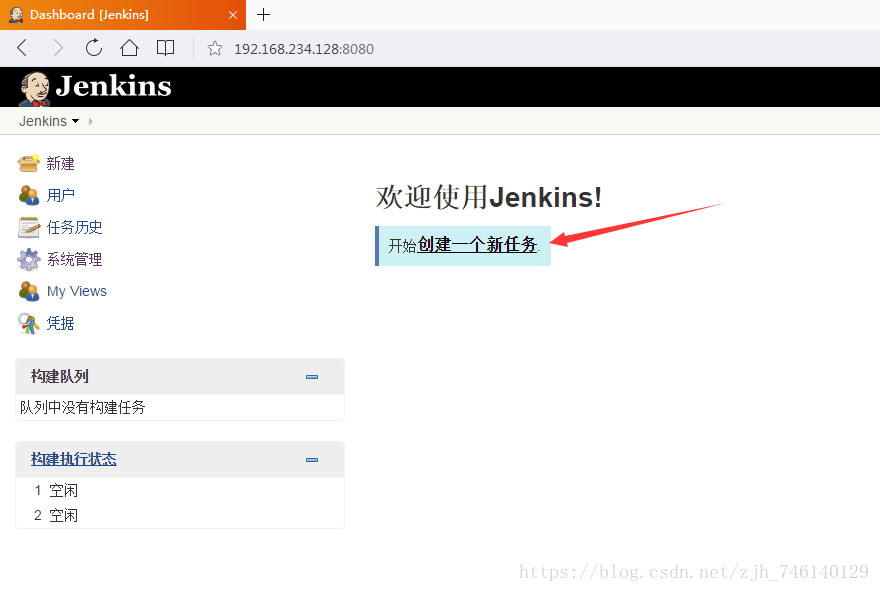 Dashboard [Jenkins]
192.168.234.128:8080
Jenkins
Jenkins
新建
用户
任务历史
系统管理
My Views
凭据
构建队列
队列中没有构建任务
构建执行状态
1 空闲
2 空闲
欢迎使用Jenkins!
开始创建一个新任务.
https://blog.csdn.net/zjh_746140129